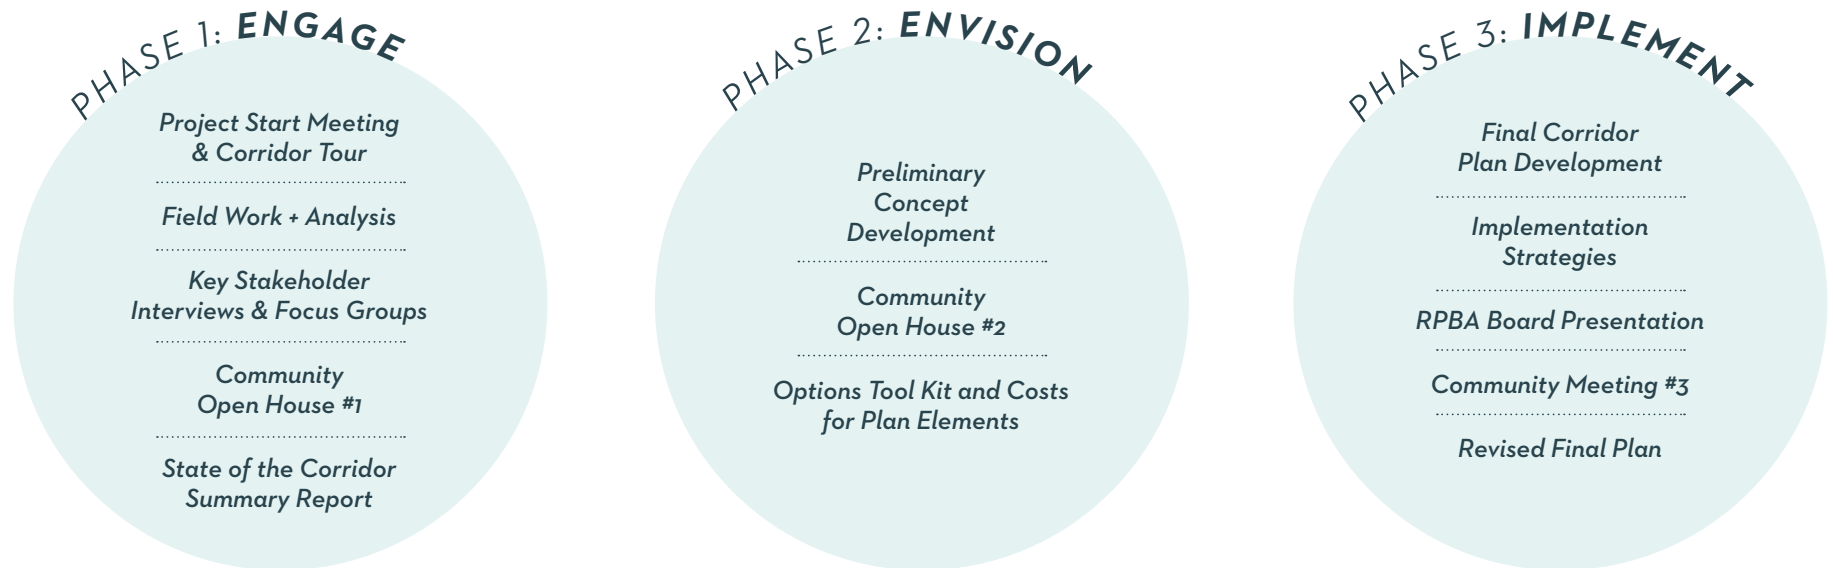 PHASE 1: ENGAGE
Project Start Meeting
& Corridor Tour
Field Work + Analysis
Key Stakeholder
Interviews & Focus Groups
Community
Open House #1
State of the Corridor
Summary Report
PHASE 2: ENVISION
Preliminary
Concept
Development
Community
Open House #2
Options Tool Kit and Costs
for Plan Elements
PHASE 3: IMPLEMENT
Final Corridor
Plan Development
Implementation
Strategies
RPBA Board Presentation
Community Meeting #3
Revised Final Plan